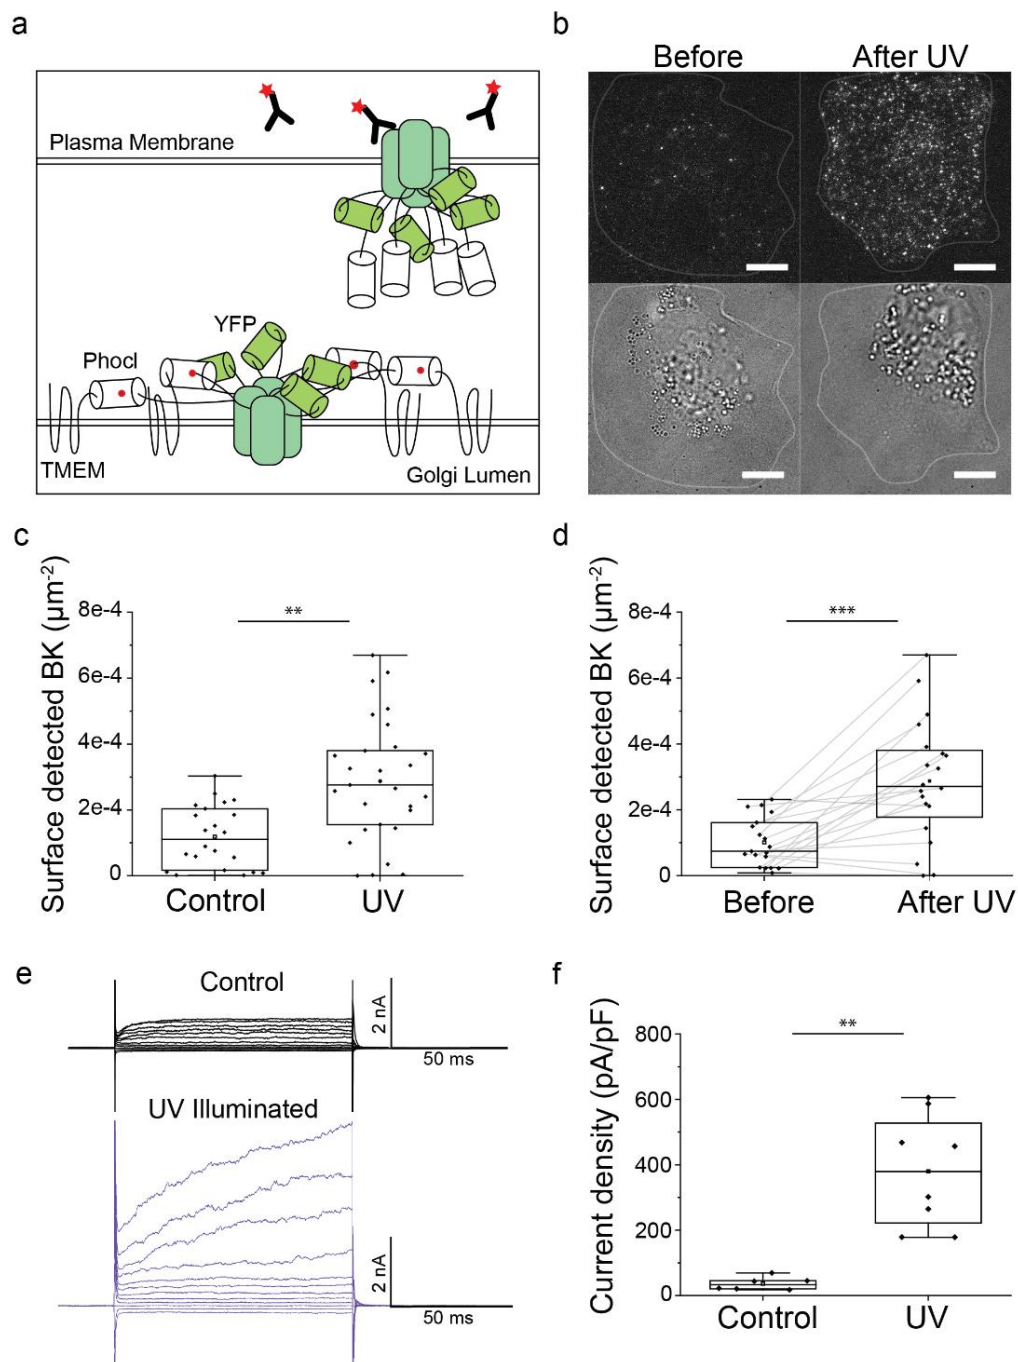 a
Plasma Membrane
YFP
Phocl
TMEM
Golgi Lumen
b
Before
After UV
c
Surface detected BK (µm⁻²)
8e-4
6e-4
4e-4
2e-4
0
**
Control
UV
d
Surface detected BK (µm⁻²)
8e-4
6e-4
4e-4
2e-4
0
***
Before
After UV
e
Control
2 nA
50 ms
UV Illuminated
2 nA
50 ms
f
Current density (pA/pF)
800
600
400
200
0
**
Control
UV